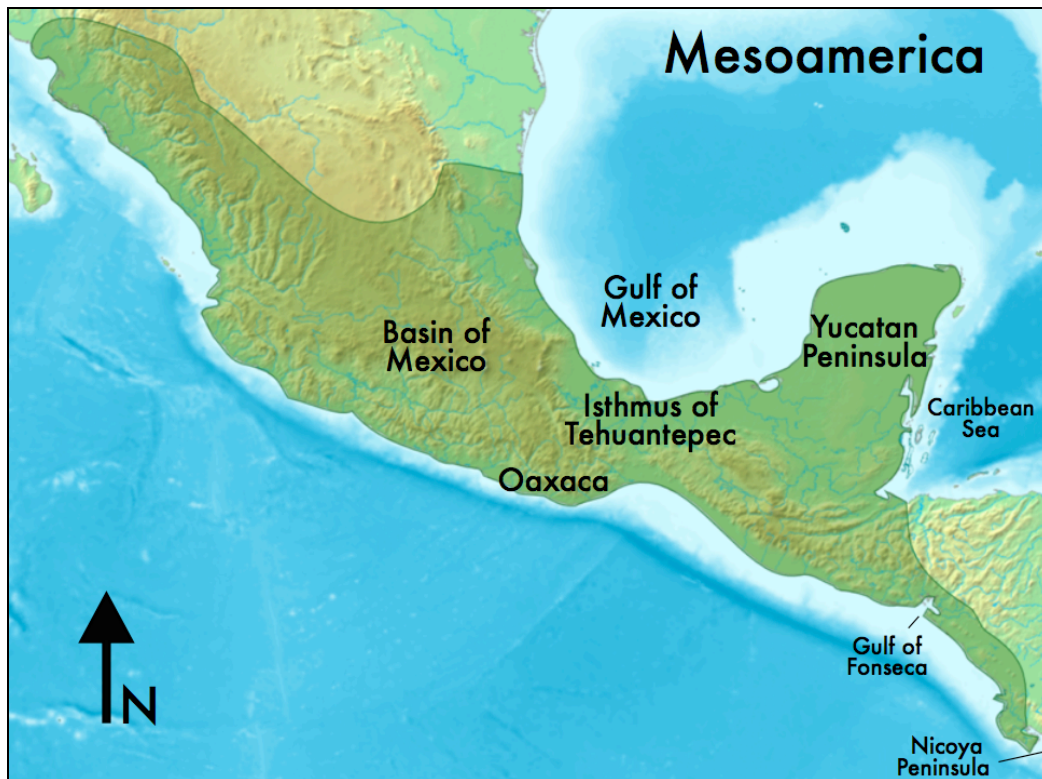 Mesoamerica
Gulf of
Mexico
Basin of
Mexico
Yucatan
Peninsula
Isthmus of
Tehuantepec
Caribbean
Sea
Oaxaca
Gulf of
Fonseca
N
Nicoya
Peninsula